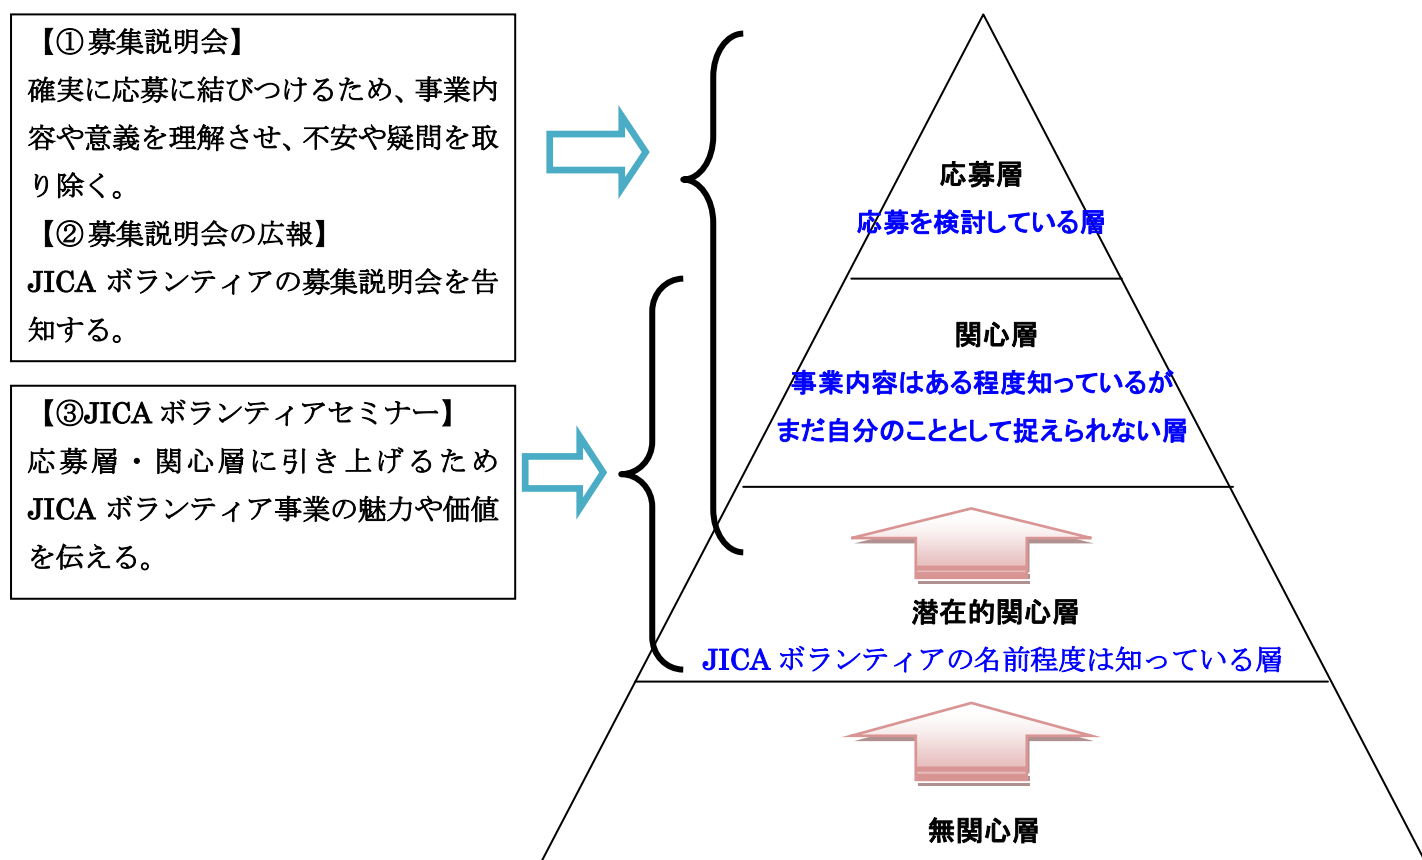 【①募集説明会】
確実に応募に結びつけるため、事業内
容や意義を理解させ、不安や疑問を取
り除く。
【②募集説明会の広報】
JICA ボランティアの募集説明会を告
知する。
【③JICA ボランティアセミナー】
応募層・関心層に引き上げるため
JICA ボランティア事業の魅力や価値
を伝える。
応募層
応募を検討している層
関心層
事業内容はある程度知っているが
まだ自分のこととして捉えられない層
潜在的関心層
JICA ボランティアの名前程度は知っている層
無関心層